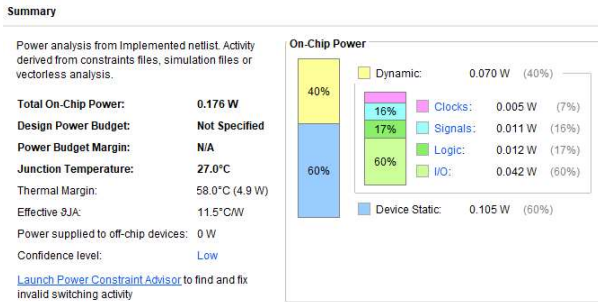 Summary
Power analysis from Implemented netlist. Activity
derived from constraints files, simulation files or
vectorless analysis.
Total On-Chip Power: 0.176 W
Design Power Budget: Not Specified
Power Budget Margin: N/A
Junction Temperature: 27.0°C
Thermal Margin: 58.0°C (4.9 W)
Effective ϑJA: 11.5°C/W
Power supplied to off-chip devices: 0 W
Confidence level: Low
Launch Power Constraint Advisor to find and fix
invalid switching activity
On-Chip Power
40%
60%
Dynamic: 0.070 W (40%)
16%
17%
60%
Clocks: 0.005 W (7%)
Signals: 0.011 W (16%)
Logic: 0.012 W (17%)
I/O: 0.042 W (60%)
Device Static: 0.105 W (60%)